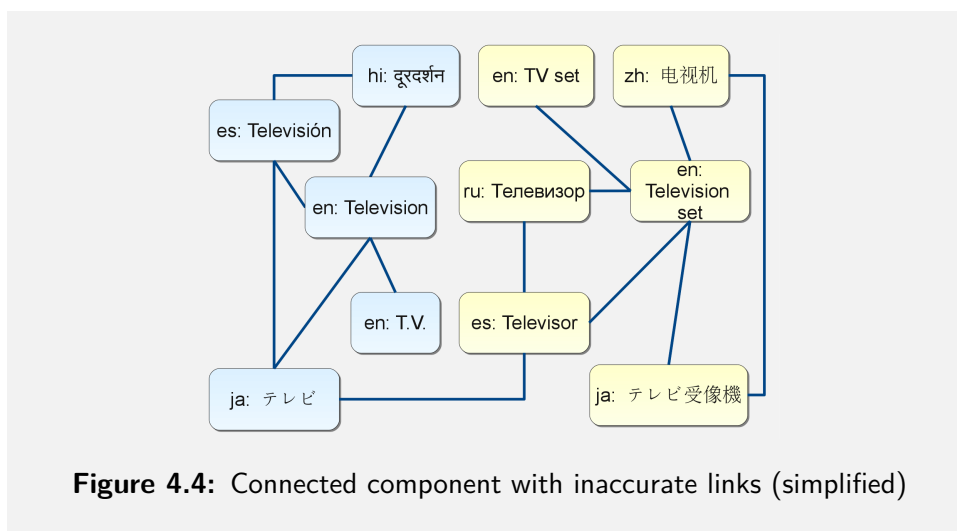 hi: दूरदर्शन
en: TV set
zh: 电视机
es: Televisión
en: Television
ru: Телевизор
en:
Television
set
en: T.V.
es: Televisor
ja: テレビ
ja: テレビ受像機
Figure 4.4: Connected component with inaccurate links (simplified)